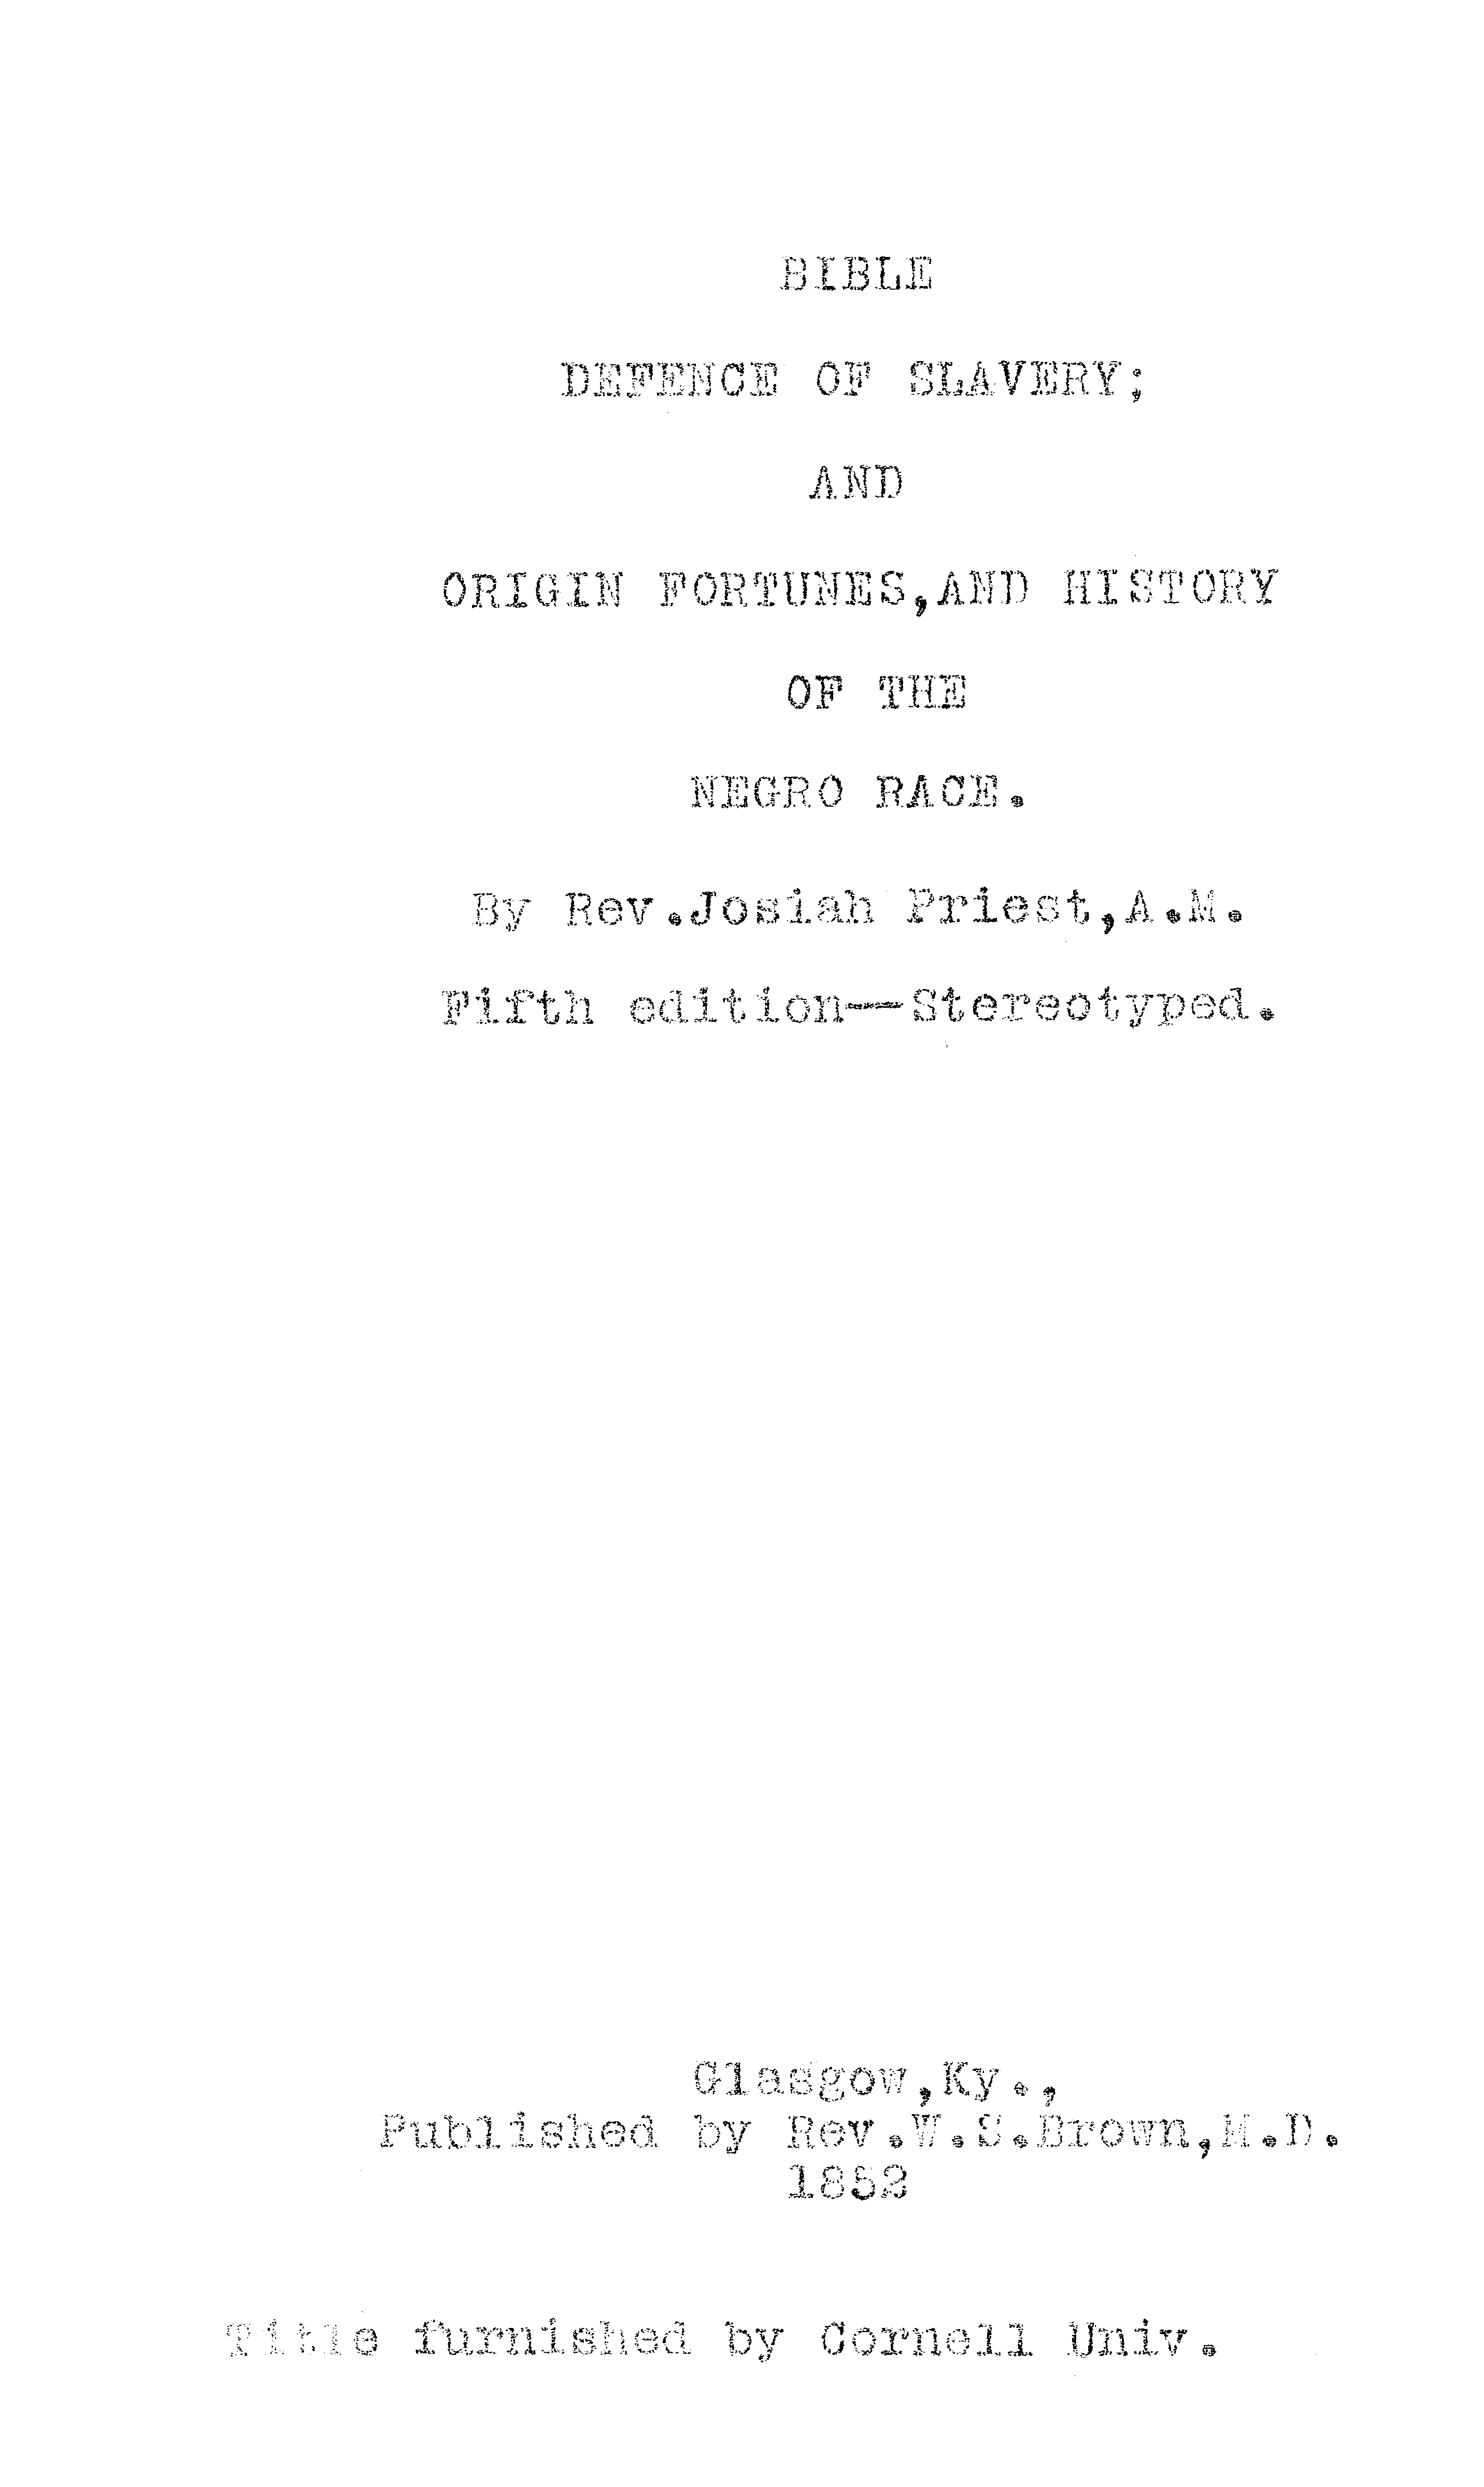 BIBLE
DEFENCE OF SLAVERY;
AND
ORIGIN FORTUNES,AND HISTORY
OF THE
NEGRO RACE.
By Rev.Josiah Priest,A.M.
Fifth edition--Stereotyped.
Glasgow,Ky.,
Published by Rev.W.S.Brown,M.D.
1852
Title furnished by Cornell Univ.